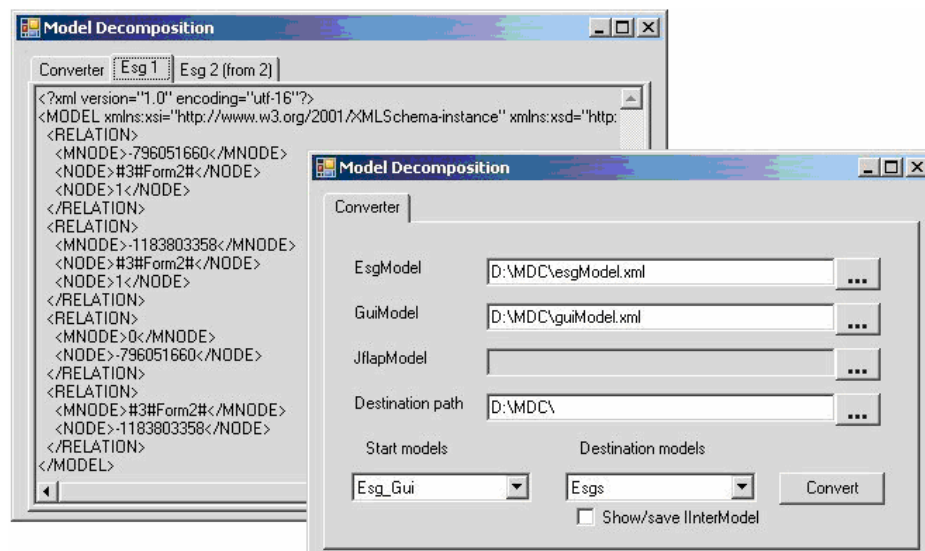 Model Decomposition
Converter Esg 1 Esg 2 (from 2)
<?xml version="1.0" encoding="utf-16"?>
<MODEL xmlns:xsi="http://www.w3.org/2001/XMLSchema-instance" xmlns:xsd="http:
<RELATION>
<MNODE>-796051660</MNODE>
<NODE>#3#Form2#</NODE>
<NODE>1</NODE>
</RELATION>
<RELATION>
<MNODE>-1183803358</MNODE>
<NODE>#3#Form2#</NODE>
<NODE>1</NODE>
</RELATION>
<RELATION>
<MNODE>0</MNODE>
<NODE>-796051660</NODE>
</RELATION>
<RELATION>
<MNODE>#3#Form2#</MNODE>
<NODE>-1183803358</NODE>
</RELATION>
</MODEL>
Model Decomposition
Converter
EsgModel D:\MDC\esgModel.xml ...
GuiModel D:\MDC\guiModel.xml ...
JflapModel ...
Destination path D:\MDC\ ...
Start models Destination models
Esg_Gui Esgs Convert
Show/save IInterModel